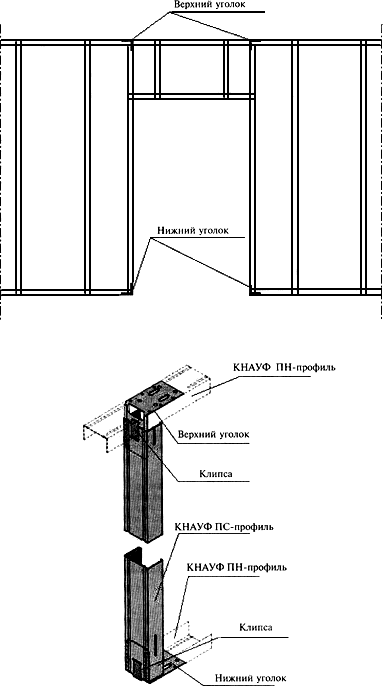 Верхний уголок
Нижний уголок
КНАУФ ПН-профиль
Верхний уголок
Клипса
КНАУФ ПС-профиль
КНАУФ ПН-профиль
Клипса
Нижний уголок